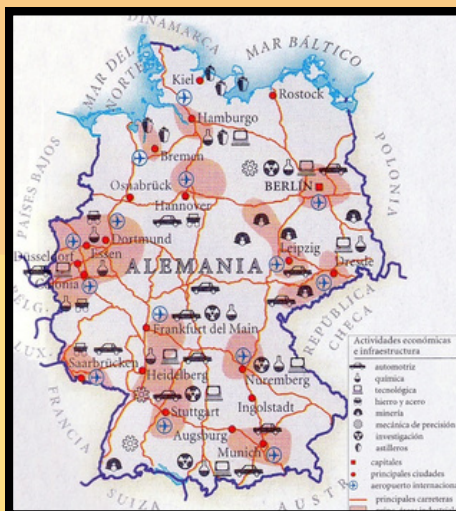 DINAMARCA
MAR DEL
NORTE
MAR BÁLTICO
Kiel
Rostock
Hamburgo
Bremen
POLONIA
PAÍSES BAJOS
Osnabrück
Hannover
BERLÍN
Dortmund
Essen
Düsseldorf
Colonia
ALEMANIA
Leipzig
Dresde
BELG.
REPÚBLICA
CHECA
LUX.
Frankfurt del Main
Saarbrücken
Heidelberg
Nuremberg
FRANCIA
Stuttgart
Ingolstadt
Augsburg
Munich
SUIZ
AUSTR
Actividades económicas
e infraestructura
automotriz
química
tecnológica
hierro y acero
minería
mecánica de precisión
investigación
astilleros
capitales
principales ciudades
aeropuerto internacional
principales carreteras